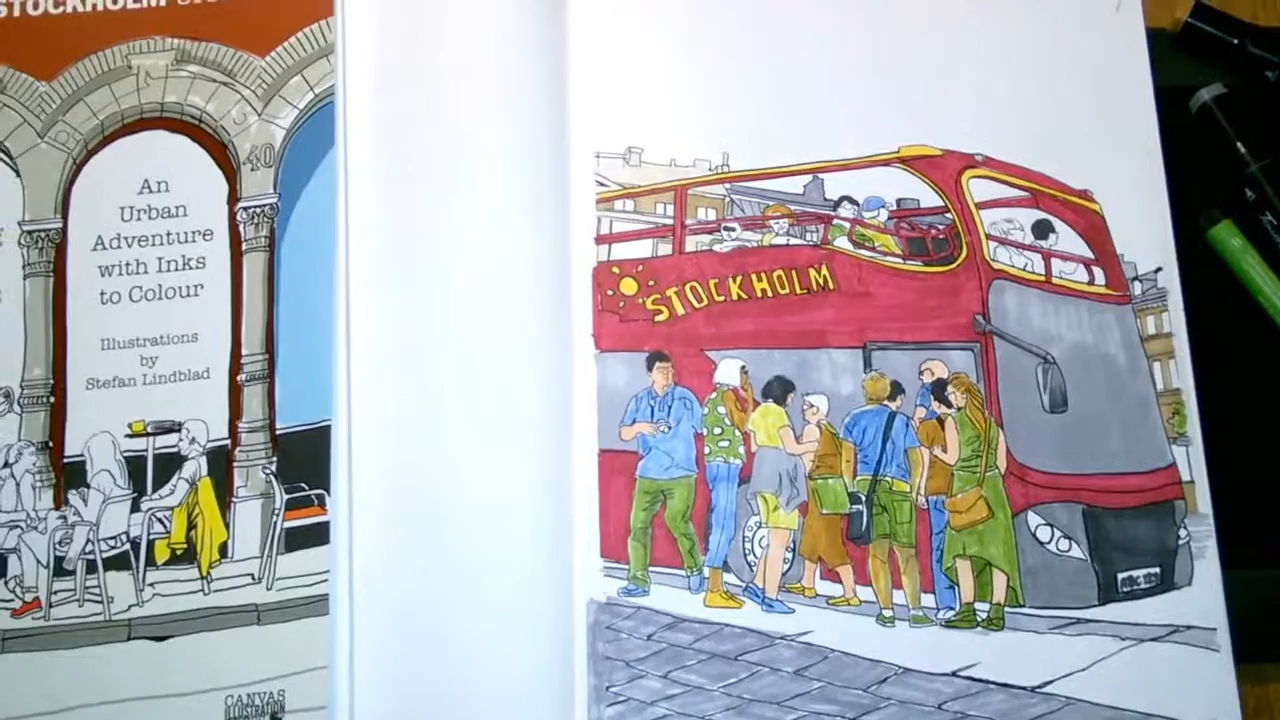 STOCKHOLM
40
An
Urban
Adventure
with Inks
to Colour
Illustrations
by
Stefan Lindblad
CANVAS
ILLUSTRATION
STOCKHOLM